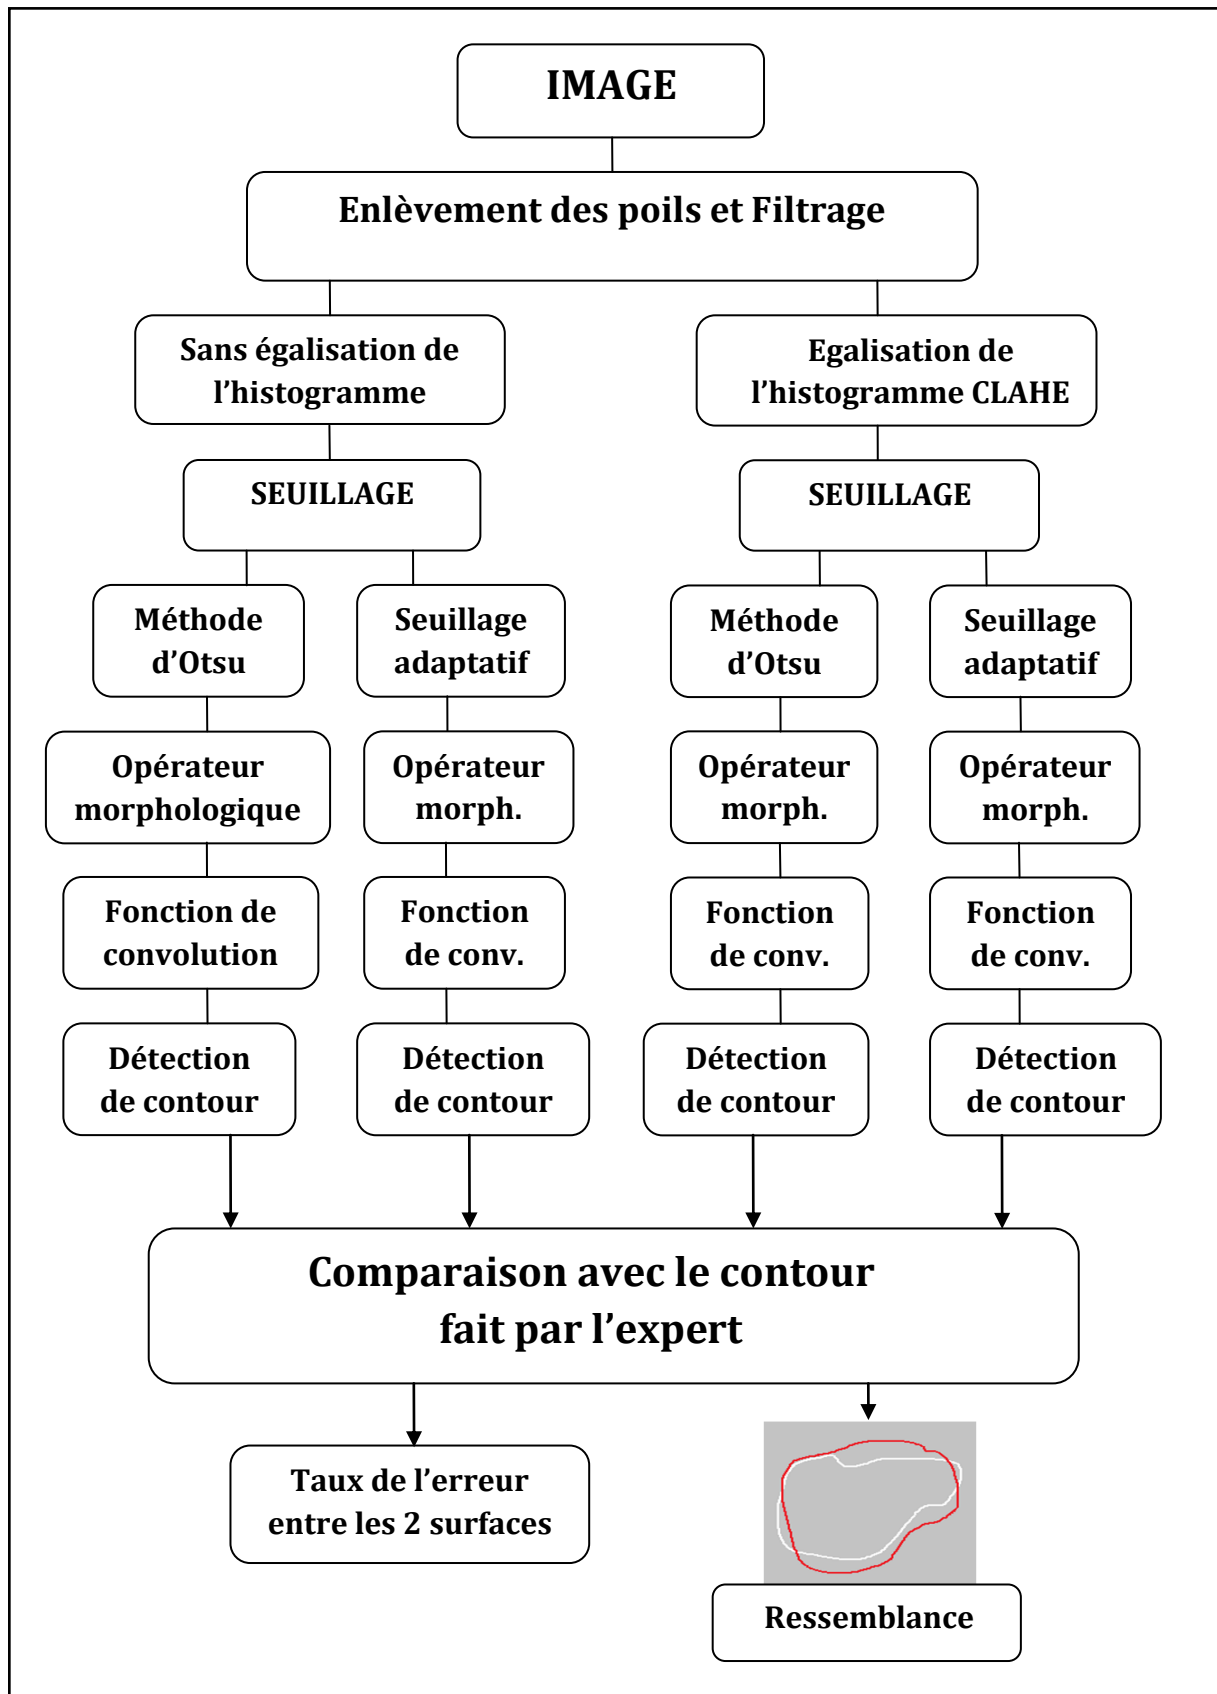 IMAGE
Enlèvement des poils et Filtrage
Sans égalisation de
l’histogramme
Egalisation de
l’histogramme CLAHE
SEUILLAGE
SEUILLAGE
Méthode
d’Otsu
Seuillage
adaptatif
Méthode
d’Otsu
Seuillage
adaptatif
Opérateur
morphologique
Opérateur
morph.
Opérateur
morph.
Opérateur
morph.
Fonction de
convolution
Fonction
de conv.
Fonction
de conv.
Fonction
de conv.
Détection
de contour
Détection
de contour
Détection
de contour
Détection
de contour
Comparaison avec le contour
fait par l’expert
Taux de l’erreur
entre les 2 surfaces
Ressemblance